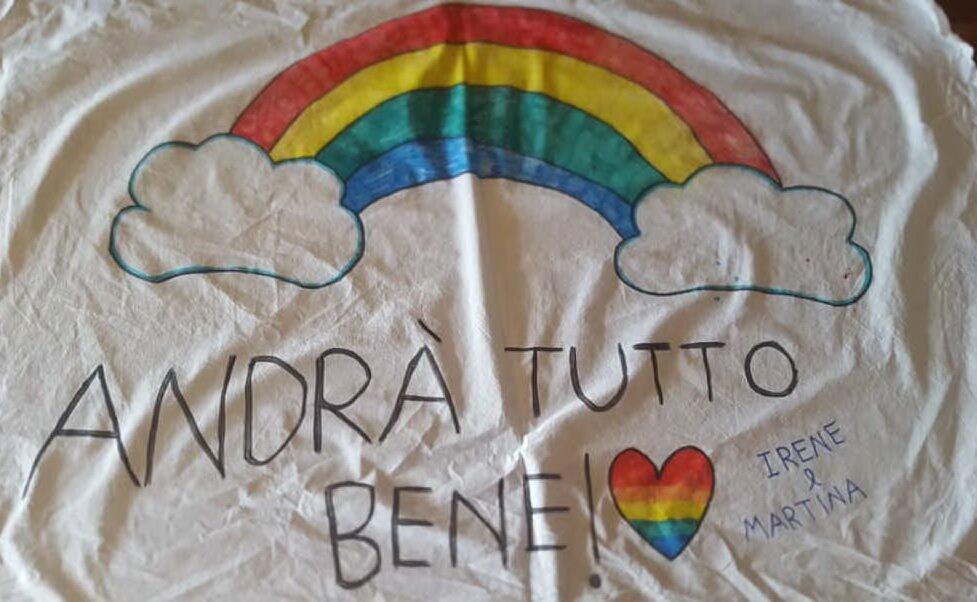 ANDRÀ TUTTO
BENE!
IRENE
e
MARTINA